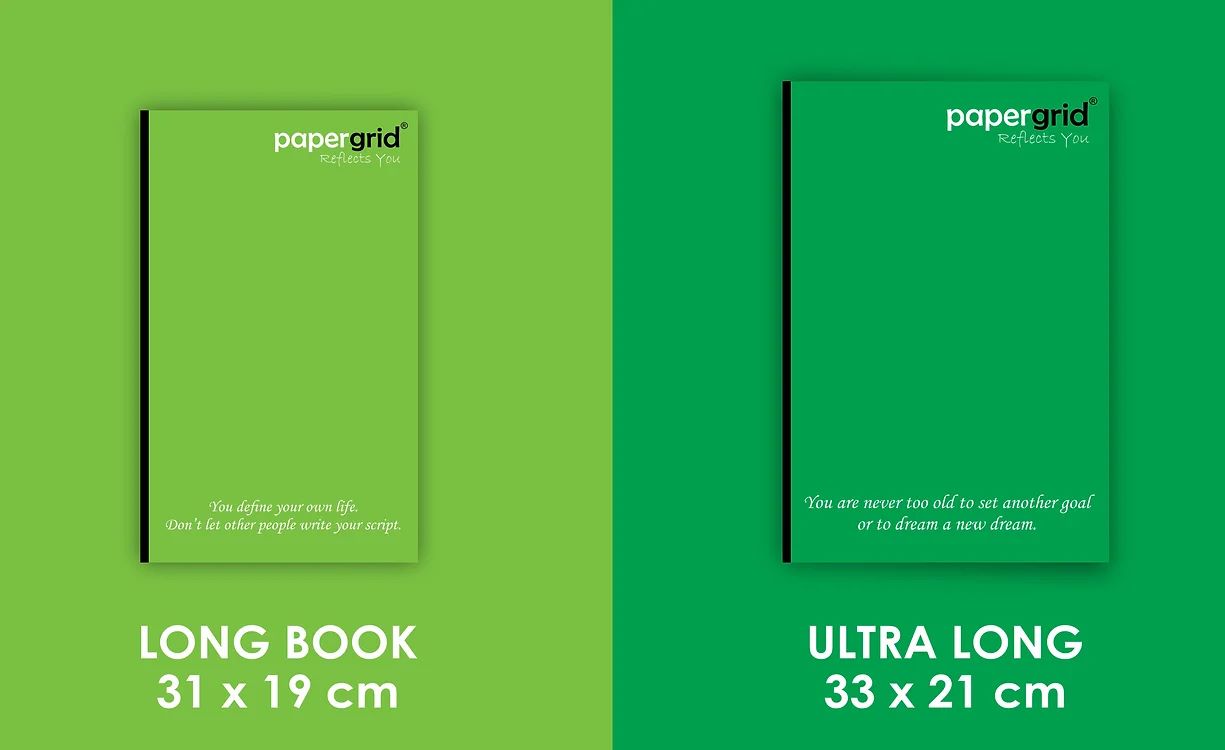 papergrid®
Reflects You
You define your own life.
Don't let other people write your script.
LONG BOOK
31 x 19 cm
papergrid®
Reflects You
You are never too old to set another goal
or to dream a new dream.
ULTRA LONG
33 x 21 cm